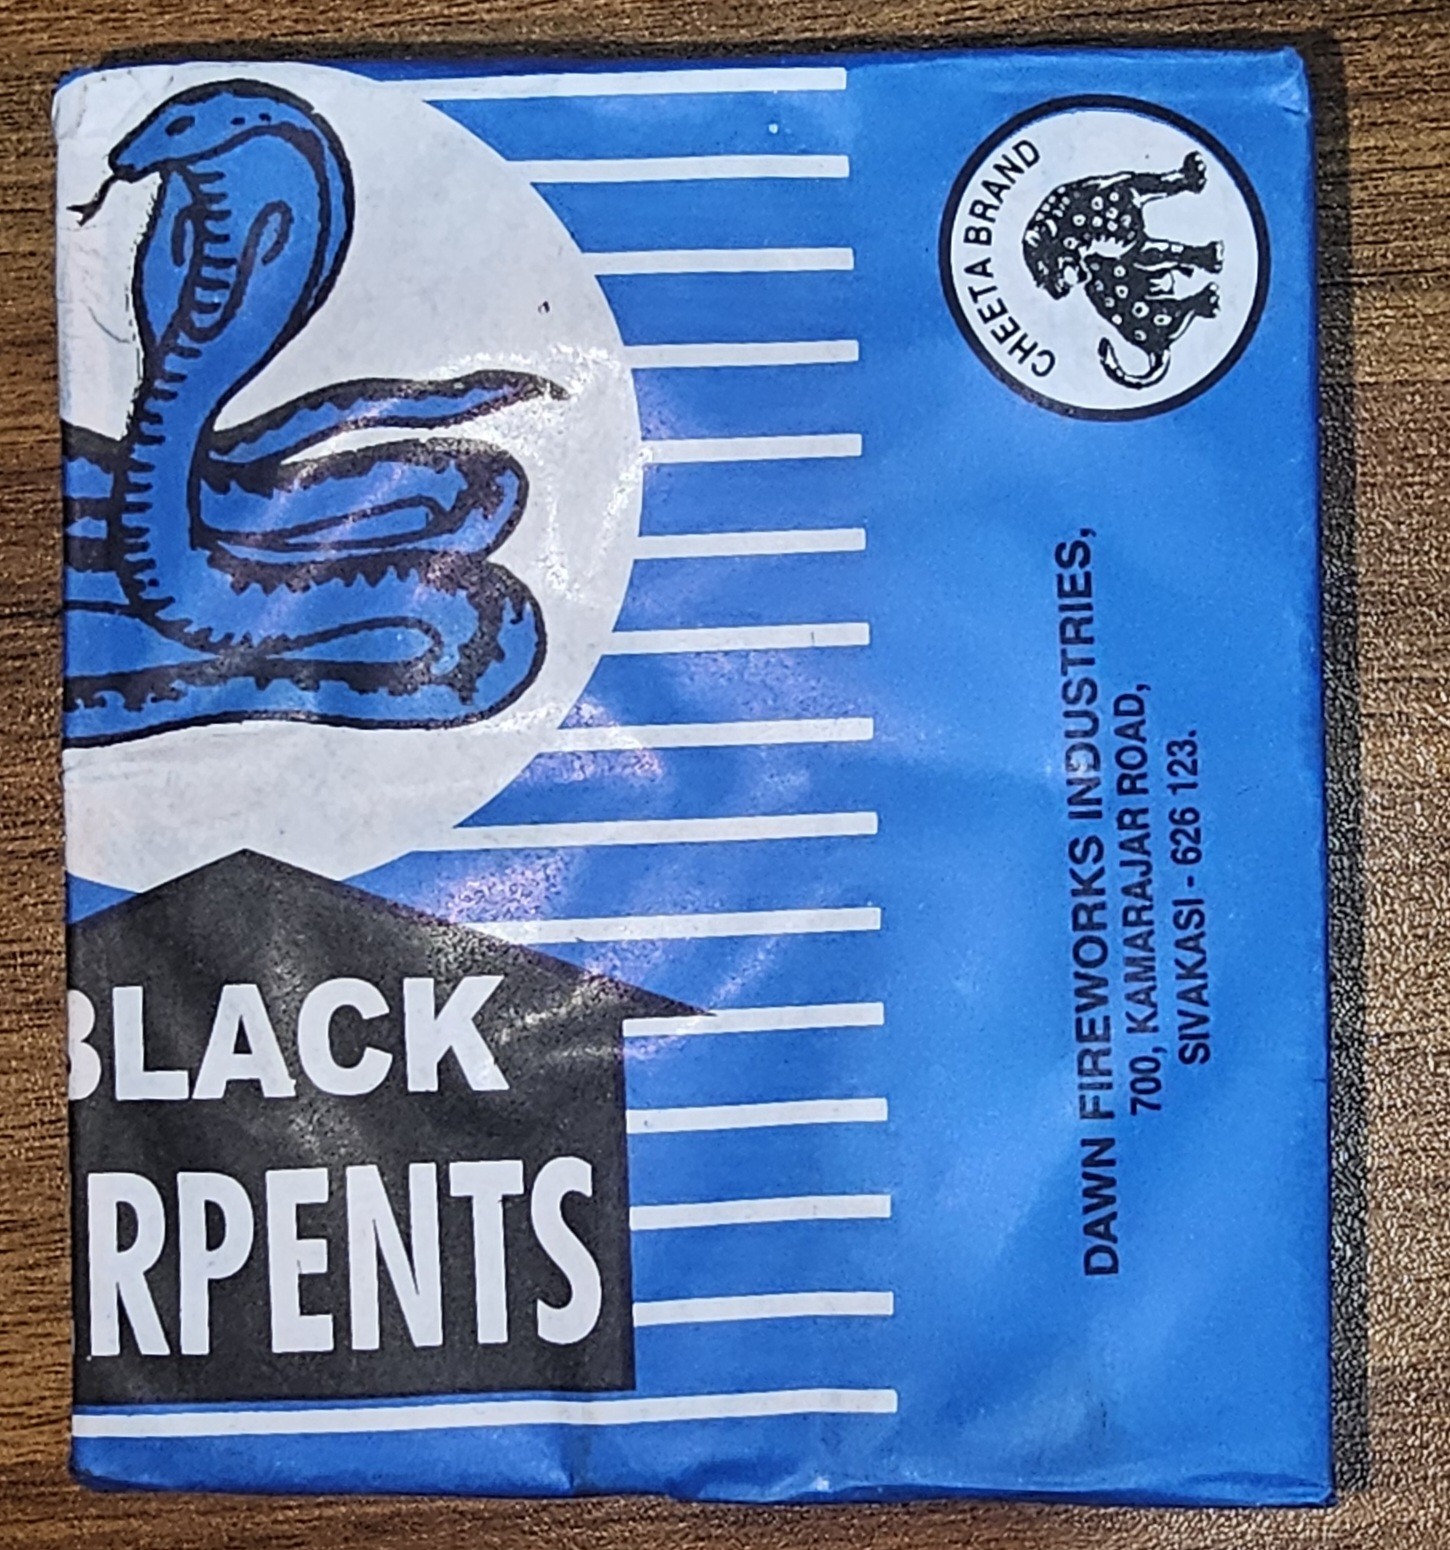 CHEETA BRAND
BLACK
RPENTS
DAWN FIREWORKS INDUSTRIES,
700, KAMARAJAR ROAD,
SIVAKASI - 626 123.